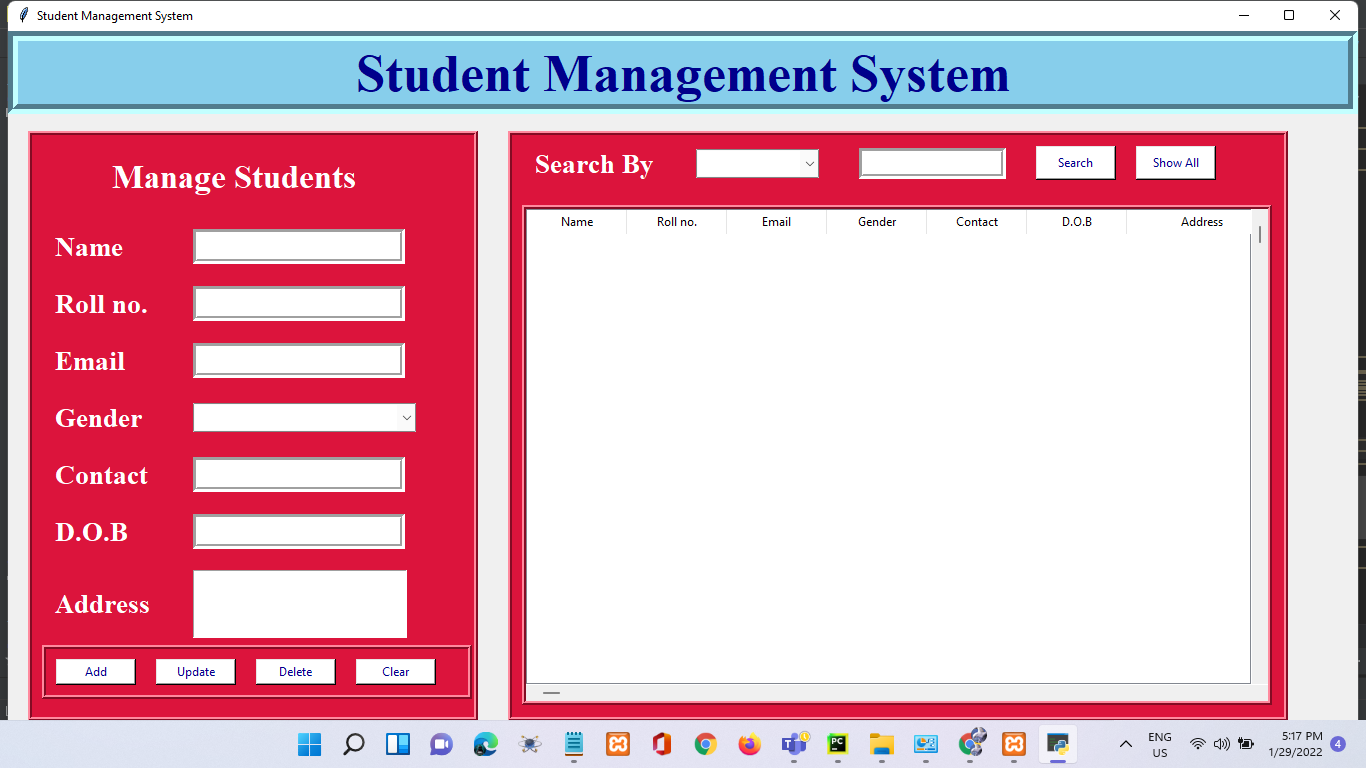 Student Management System
Student Management System
Manage Students
Name
Roll no.
Email
Gender
Contact
D.O.B
Address
Add Update Delete Clear
Search By Search Show All
Name Roll no. Email Gender Contact D.O.B Address
PC
ENG
US
5:17 PM
1/29/2022
4